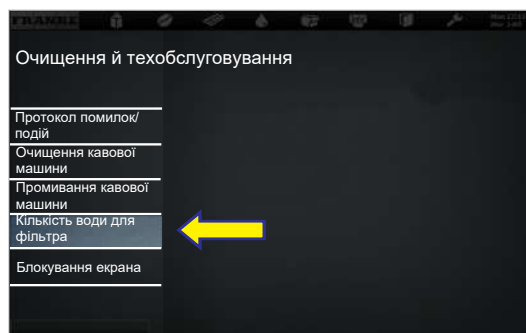 FRANKE
Очищення й техобслуговування
Протокол помилок/
подій
Очищення кавової
машини
Промивання кавової
машини
Кількість води для
фільтра
Блокування екрана